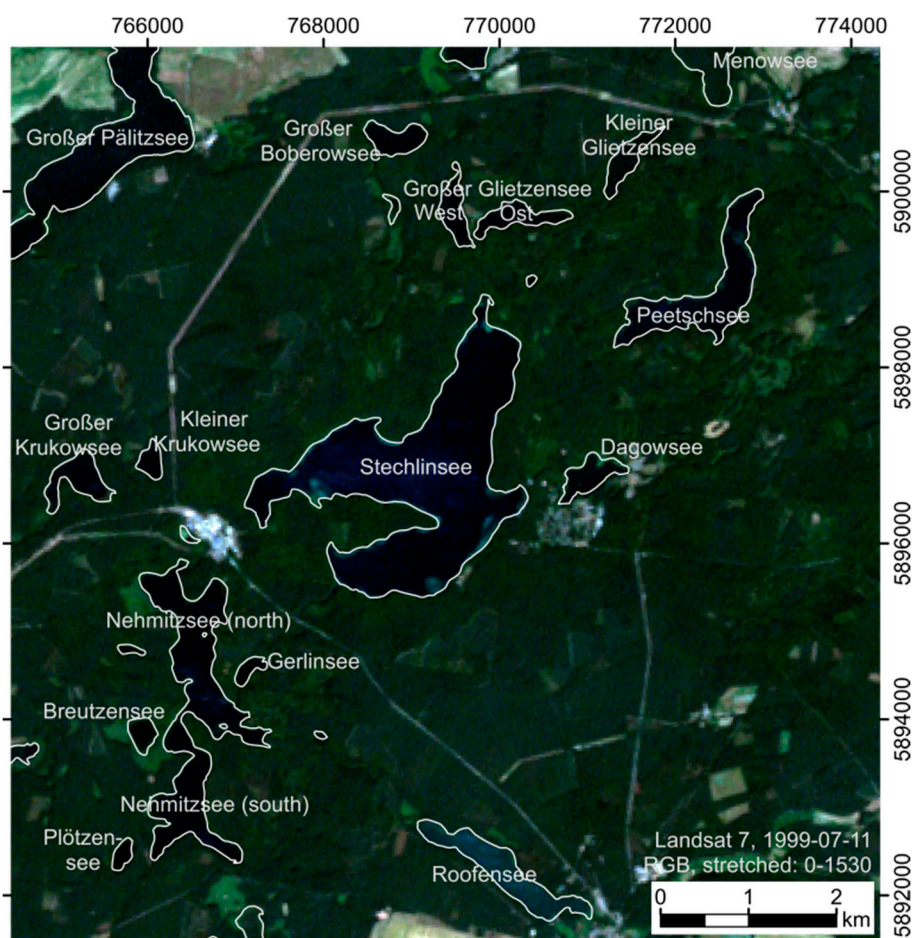 766000 768000 770000 772000 774000
Menowsee
Großer Pälitzsee
Großer
Boberowsee
Kleiner
Glietzensee
Großer Glietzensee
West Ost
5900000
Peetschsee
5898000
Großer
Krukowsee
Kleiner
Krukowsee
Stechlinsee
Dagowsee
5896000
Nehmitzsee (north)
Gerlinsee
Breutzensee
5894000
Nehmitzsee (south)
Plötzen-
see
Roofensee
Landsat 7, 1999-07-11
RGB, stretched: 0-1530
5892000
0 1 2
km